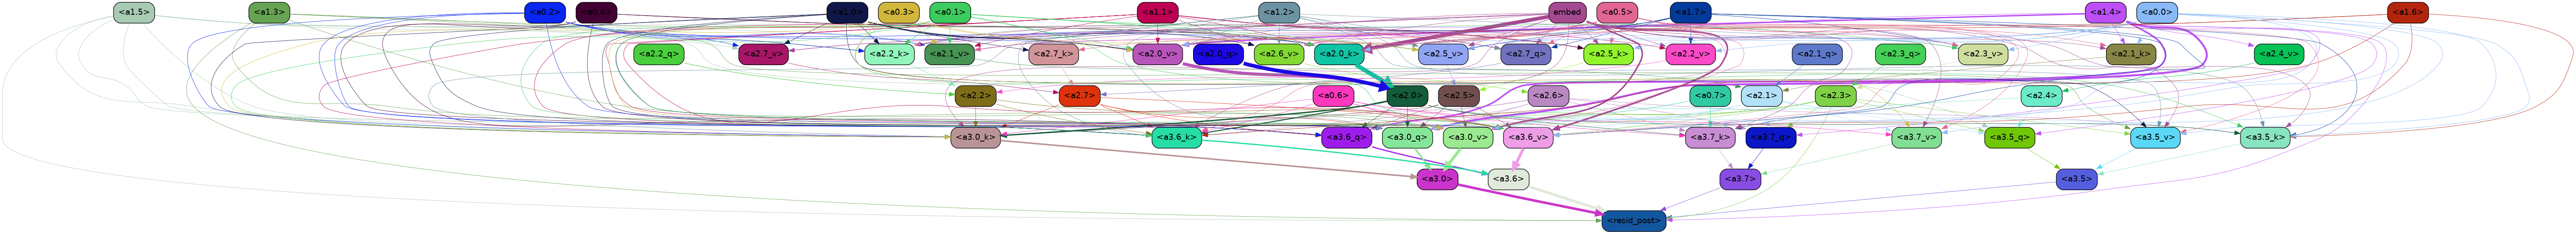 <a1.5> <a1.3> <a0.2> <a0.4> <a1.0> <a0.3> <a0.1> <a1.1> <a1.2> embed <a0.5> <a1.7> <a1.4> <a0.0> <a1.6>
<a2.2_q> <a2.7_v> <a2.2_k> <a2.1_v> <a2.7_k> <a2.0_v> <a2.0_q> <a2.6_v> <a2.0_k> <a2.5_v> <a2.7_q> <a2.5_k> <a2.2_v> <a2.1_q> <a2.3_q> <a2.3_v> <a2.1_k> <a2.4_v>
<a2.2> <a2.7> <a0.6> <a2.0> <a2.5> <a2.6> <a0.7> <a2.1> <a2.3> <a2.4>
<a3.0_k> <a3.6_k> <a3.6_q> <a3.0_q> <a3.0_v> <a3.6_v> <a3.7_k> <a3.7_q> <a3.7_v> <a3.5_q> <a3.5_v> <a3.5_k>
<a3.0> <a3.6> <a3.7> <a3.5>
<resid_post>